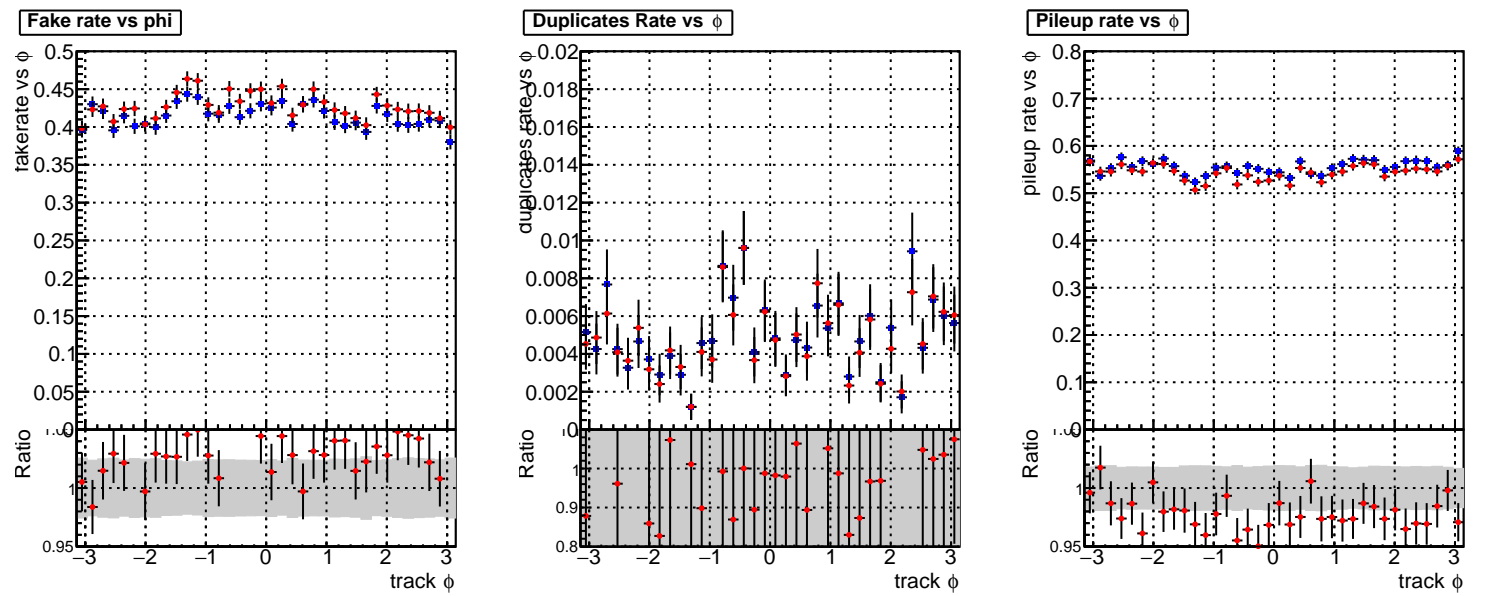 Fake rate vs phi
fakerate vs ϕ
0.5
0.45
0.4
0.35
0.3
0.25
0.2
0.15
0.1
0.05
0
Ratio
1
0.95
−3 −2 −1 0 1 2 3
track ϕ
Duplicates Rate vs ϕ
duplicates rate vs ϕ
0.02
0.018
0.016
0.014
0.012
0.01
0.008
0.006
0.004
0.002
0
Ratio
1
0.9
0.8
−3 −2 −1 0 1 2 3
track ϕ
Pileup rate vs ϕ
pileup rate vs ϕ
0.8
0.7
0.6
0.5
0.4
0.3
0.2
0.1
0
Ratio
1
0.95
−3 −2 −1 0 1 2 3
track ϕ